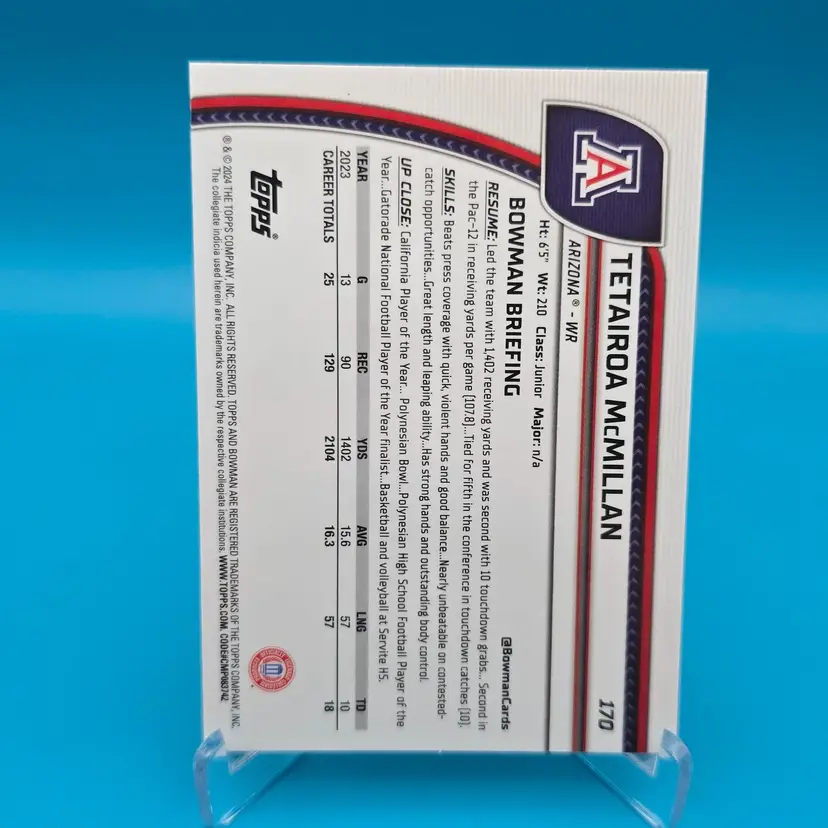 170
TETAIROA McMILLAN
ARIZONA® - WR
A
Ht: 6'5" Wt: 210 Class: Junior Major: n/a
BOWMAN BRIEFING
@BowmanCards
RESUME: Led the team with 1,402 receiving yards and was second with 10 touchdown grabs... Second in
the Pac-12 in receiving yards per game (107.8)...Tied for fifth in the conference in touchdown catches (10).
SKILLS: Beats press coverage with quick, violent hands and good balance...Nearly unbeatable on contested-
catch opportunities...Great length and leaping ability...Has strong hands and outstanding body control.
UP CLOSE: California Player of the Year... Polynesian Bowl...Polynesian High School Football Player of the
Year...Gatorade National Football Player of the Year finalist...Basketball and volleyball at Servite HS.
YEAR G REC YDS AVG LNG TD
2023 13 90 1402 15.6 57 10
CAREER TOTALS 25 129 2104 16.3 57 18
topps®
® & © 2024 THE TOPPS COMPANY, INC. ALL RIGHTS RESERVED. TOPPS AND BOWMAN ARE REGISTERED TRADEMARKS OF THE TOPPS COMPANY, INC.
The collegiate indicia used herein are trademarks owned by the respective collegiate institutions. WWW.TOPPS.COM. CODE#CMP083742